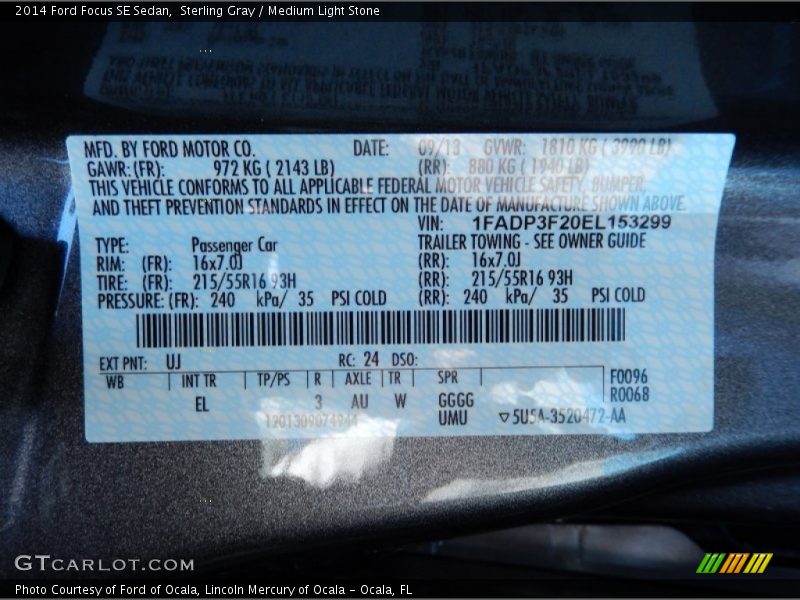 2014 Ford Focus SE Sedan,  Sterling Gray / Medium Light Stone
MFD. BY FORD MOTOR CO. DATE: 09/13 GVWR: 1810 KG ( 3990 LB)
GAWR:(FR): 972 KG ( 2143 LB) (RR): 880 KG ( 1940 LB)
THIS VEHICLE CONFORMS TO ALL APPLICABLE FEDERAL MOTOR VEHICLE SAFETY, BUMPER,
AND THEFT PREVENTION STANDARDS IN EFFECT ON THE DATE OF MANUFACTURE SHOWN ABOVE.
VIN: 1FADP3F20EL153299
TYPE: Passenger Car TRAILER TOWING - SEE OWNER GUIDE
RIM: (FR): 16x7.0J (RR): 16x7.0J
TIRE: (FR): 215/55R16 93H (RR): 215/55R16 93H
PRESSURE: (FR): 240 kPa/ 35 PSI COLD (RR): 240 kPa/ 35 PSI COLD
EXT PNT: UJ RC: 24 DSO:
WB INT TR TP/PS R AXLE TR SPR F0096
R0068
EL 3 AU W GGGG
UMU ▽5U5A-3520472-AA
GTCARLOT.COM
Photo Courtesy of Ford of Ocala, Lincoln Mercury of Ocala - Ocala, FL